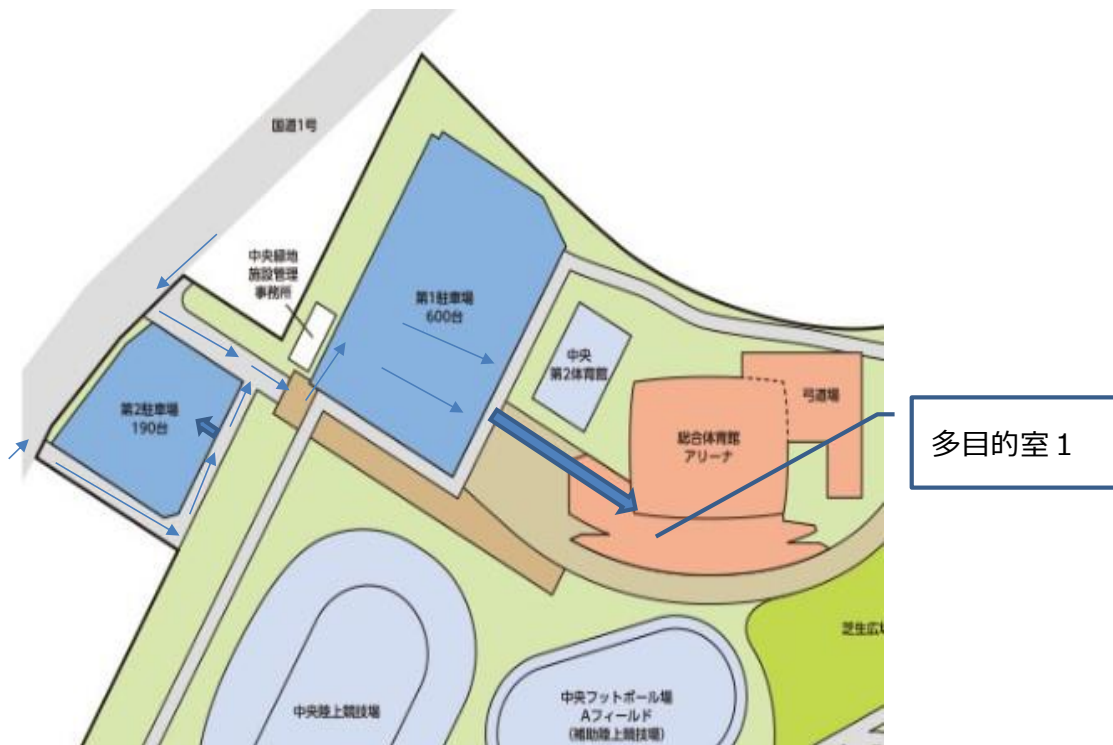 国道1号
中央緑地
施設管理
事務所
第1駐車場
600台
中央
第2体育館
弓道場
第2駐車場
190台
総合体育館
アリーナ
多目的室1
芝生広
中央陸上競技場
中央フットボール場
Aフィールド
(補助陸上競技場)